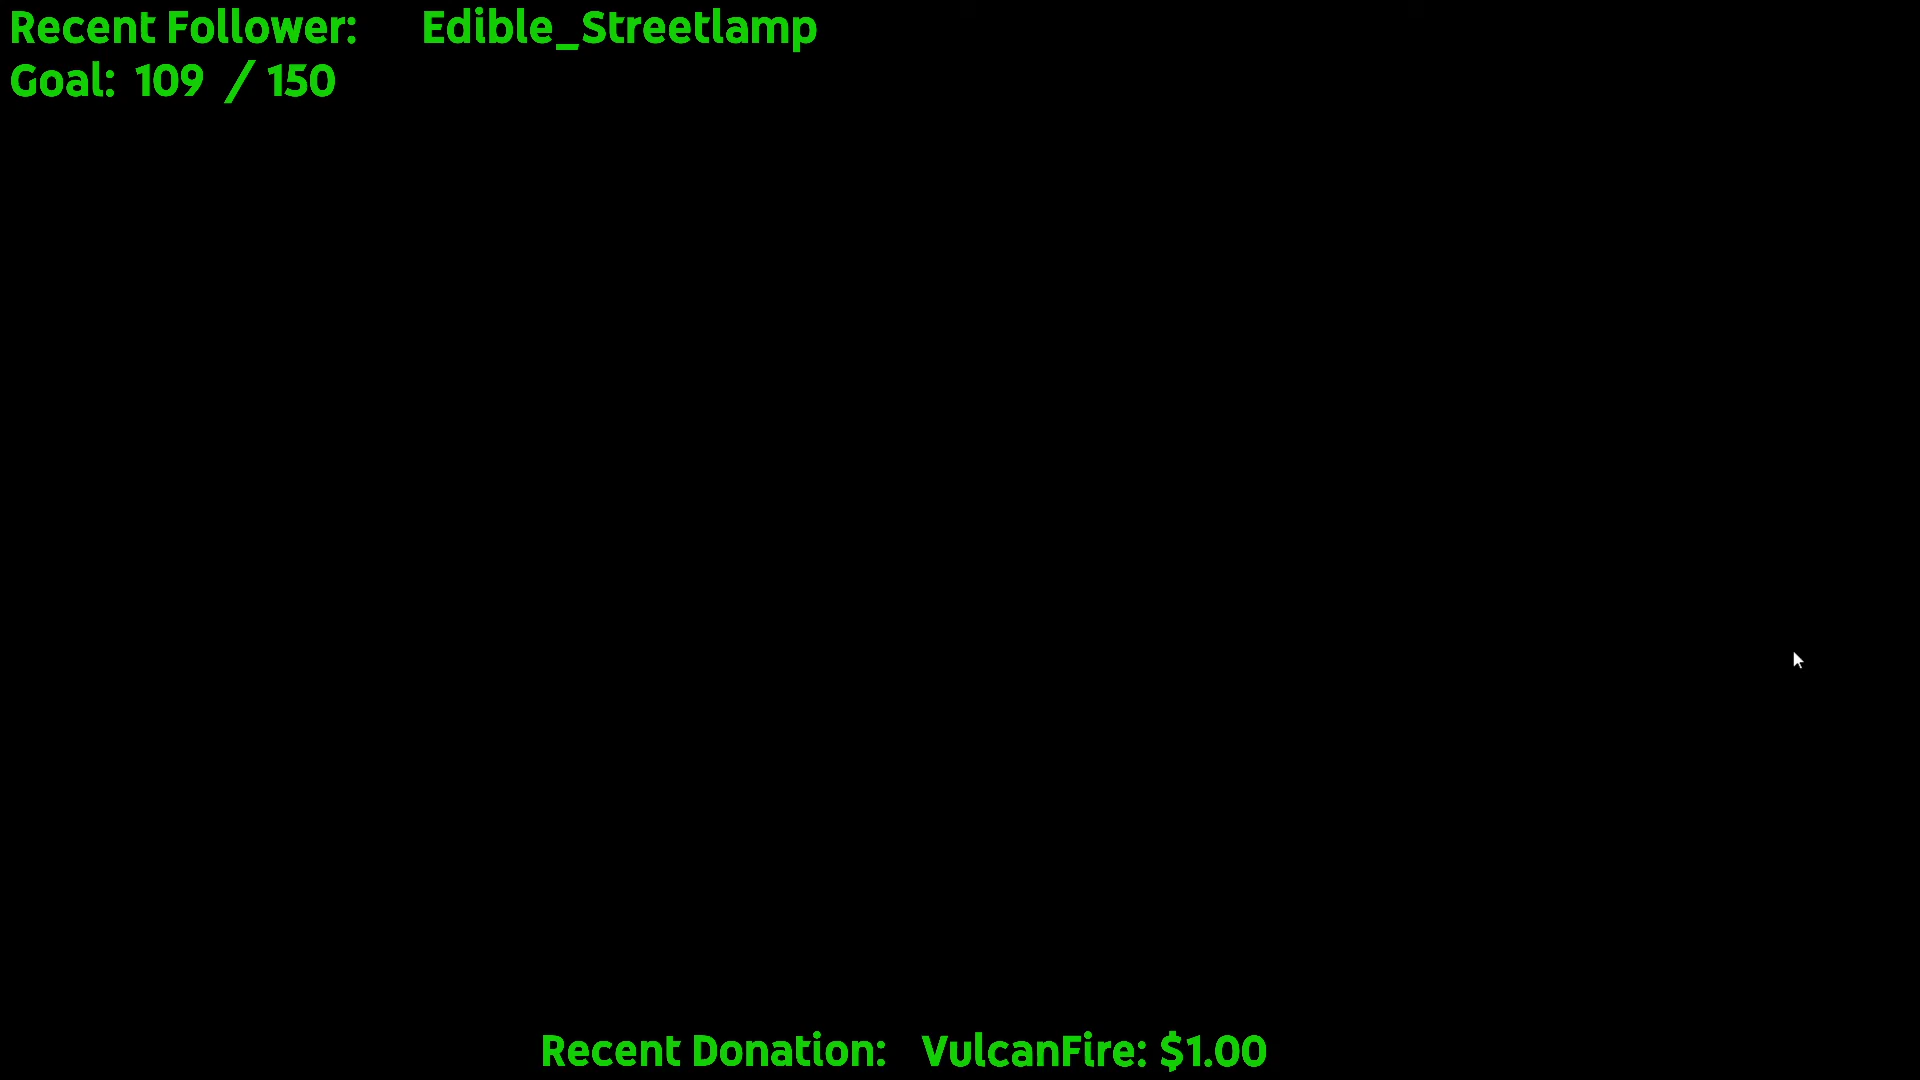 Recent Follower: Edible_Streetlamp
Goal: 109 / 150
Recent Donation: VulcanFire: $1.00